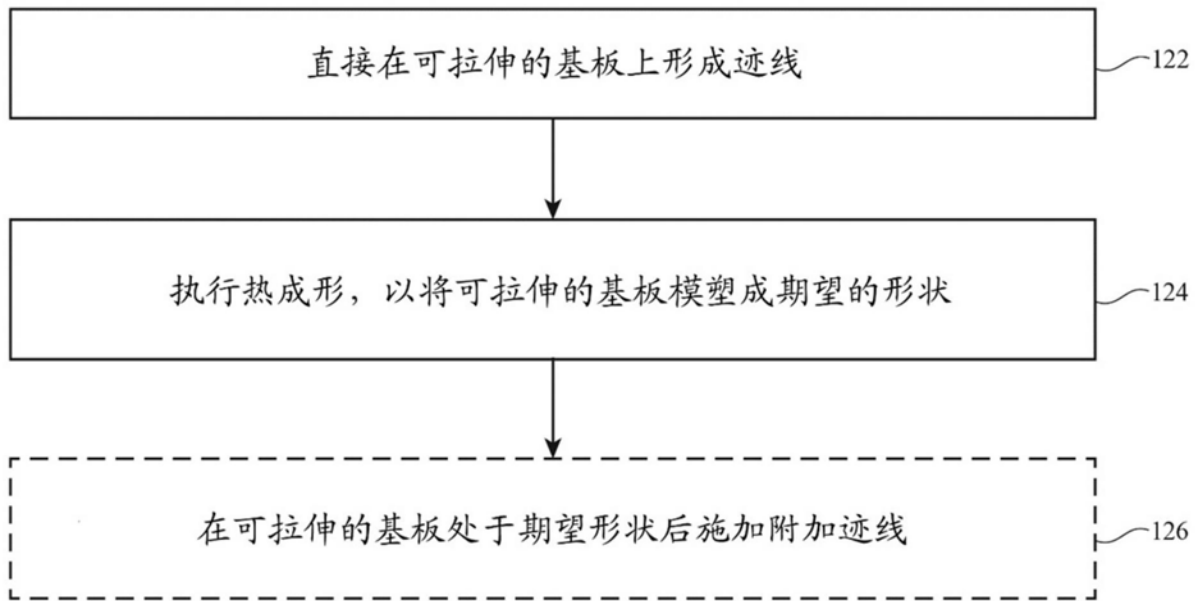 直接在可拉伸的基板上形成迹线
122
执行热成形，以将可拉伸的基板模塑成期望的形状
124
在可拉伸的基板处于期望形状后施加附加迹线
126